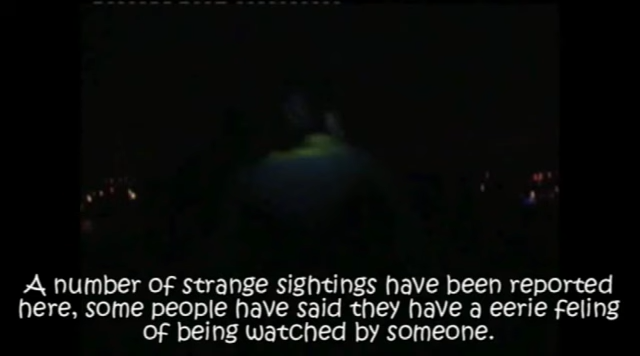 A number of strange sightings have been reported
here, some people have said they have a eerie feling
of being watched by someone.